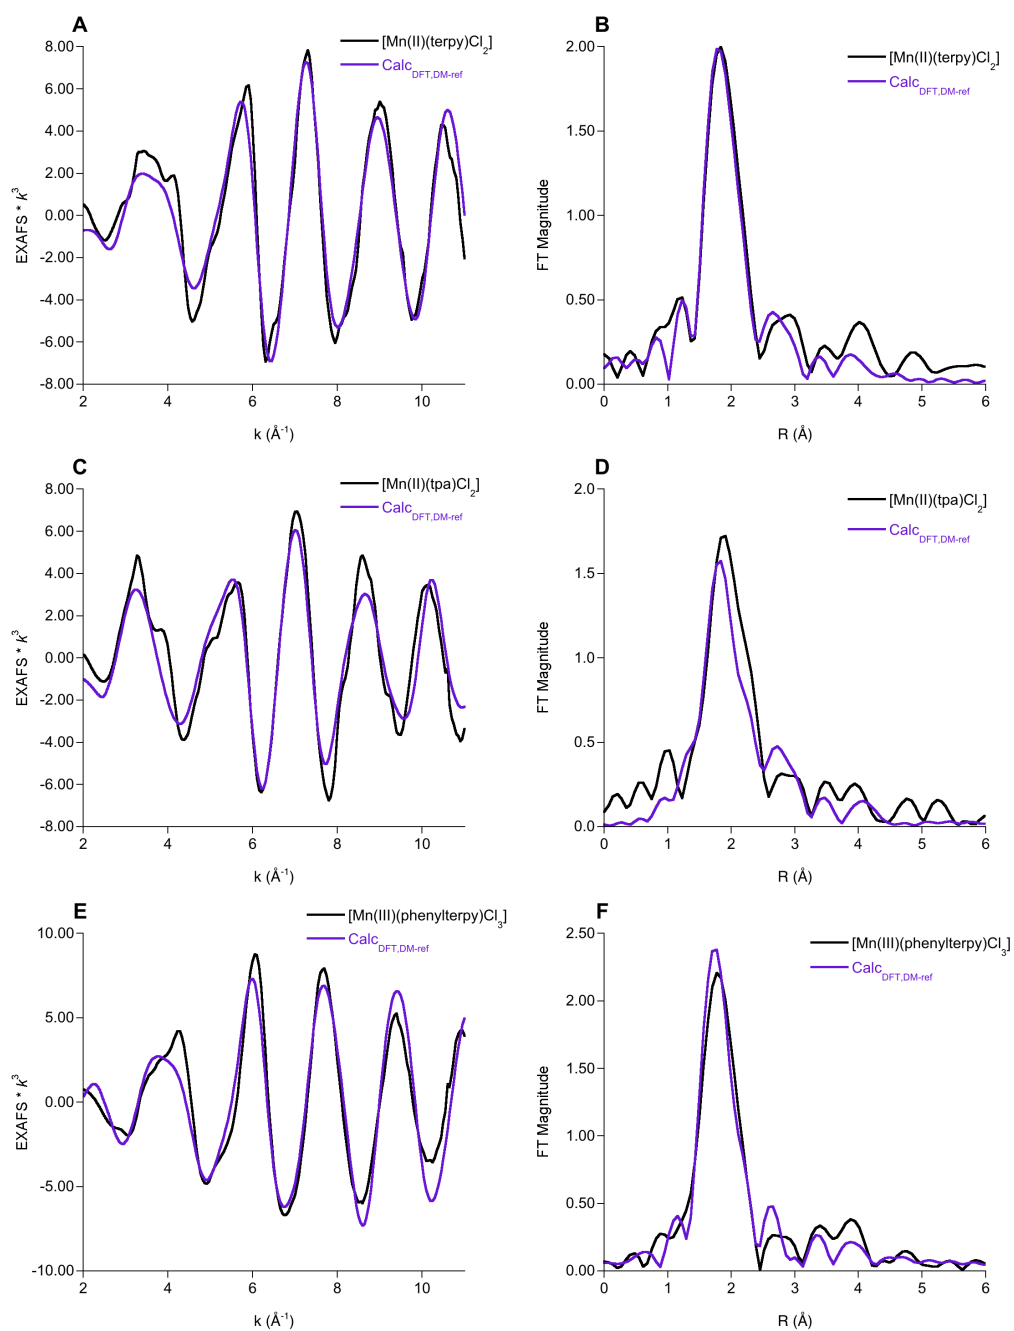 A
[Mn(II)(terpy)Cl2]
CalcDFT,DM-ref
8.00
6.00
4.00
2.00
0.00
-2.00
-4.00
-6.00
-8.00
EXAFS * k3
2 4 6 8 10
k (Å-1)
B
[Mn(II)(terpy)Cl2]
CalcDFT,DM-ref
2.00
1.50
1.00
0.50
0.00
FT Magnitude
0 1 2 3 4 5 6
R (Å)
C
[Mn(II)(tpa)Cl2]
CalcDFT,DM-ref
8.00
6.00
4.00
2.00
0.00
-2.00
-4.00
-6.00
-8.00
EXAFS * k3
2 4 6 8 10
k (Å-1)
D
[Mn(II)(tpa)Cl2]
CalcDFT,DM-ref
2.0
1.5
1.0
0.5
0.0
FT Magnitude
0 1 2 3 4 5 6
R (Å)
E
[Mn(III)(phenylterpy)Cl3]
CalcDFT,DM-ref
10.00
5.00
0.00
-5.00
-10.00
EXAFS * k3
2 4 6 8 10
k (Å-1)
F
[Mn(III)(phenylterpy)Cl3]
CalcDFT,DM-ref
2.50
2.00
1.50
1.00
0.50
0.00
FT Magnitude
0 1 2 3 4 5 6
R (Å)